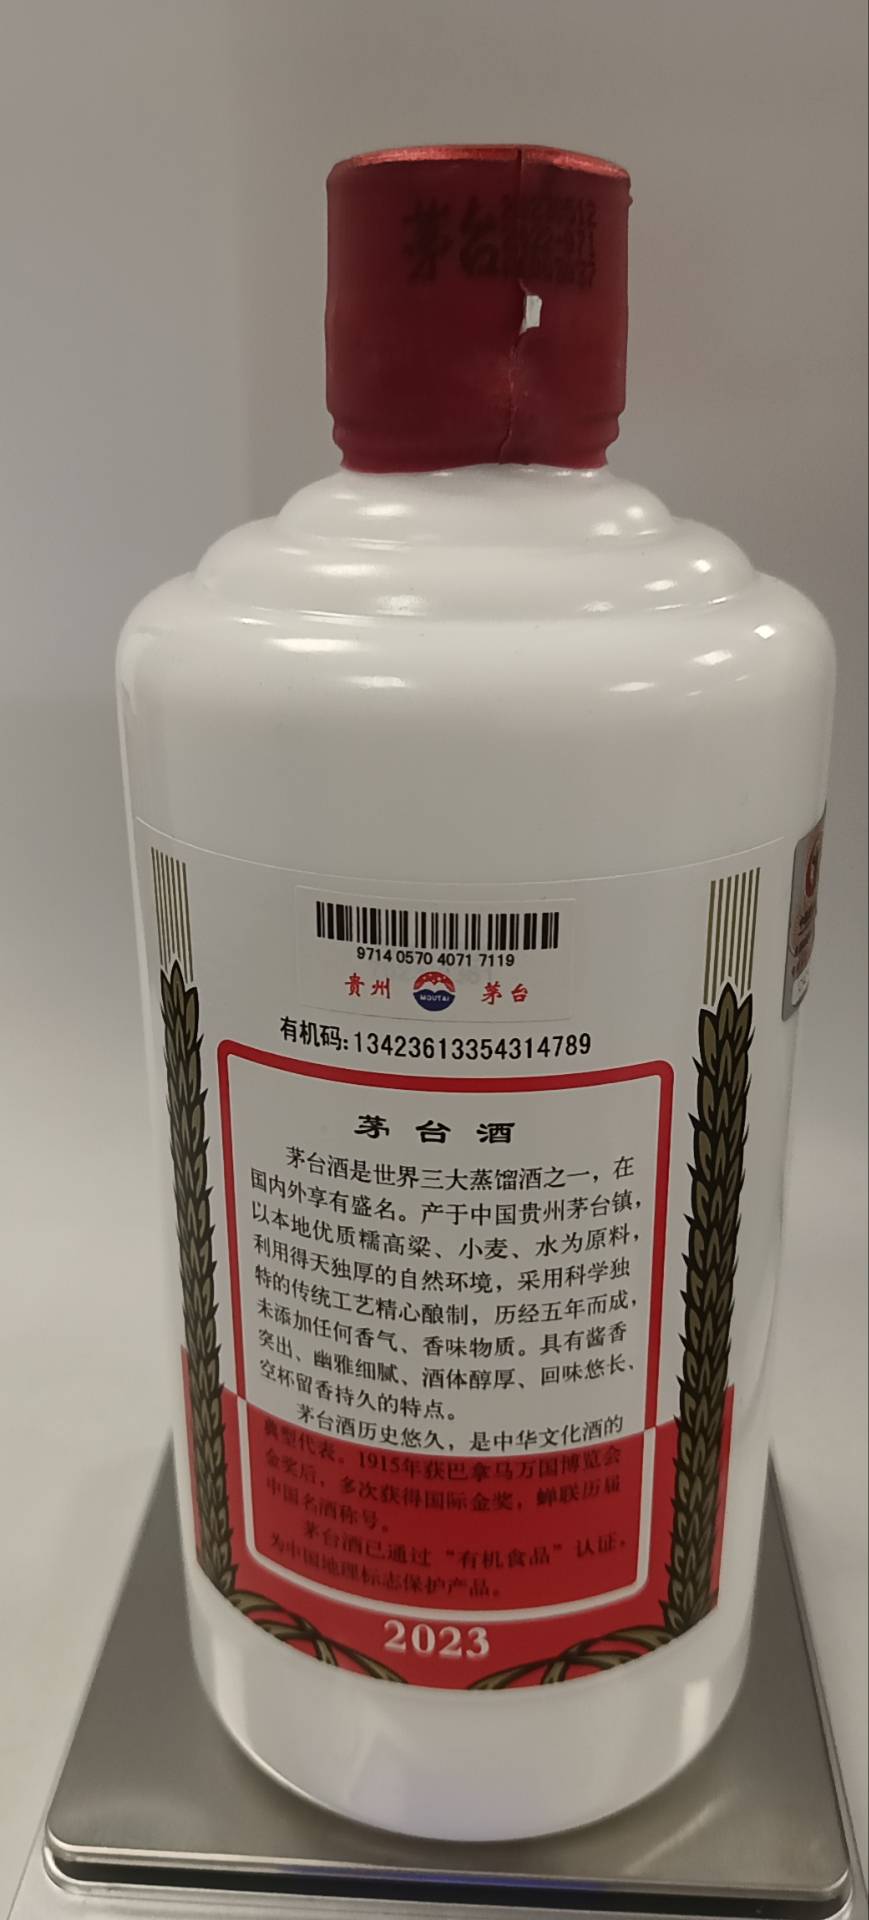 茅台
9714 0570 4071 7119
贵州 MOUTAI 茅台
有机码:13423613354314789
茅台酒
茅台酒是世界三大蒸馏酒之一，在
国内外享有盛名。产于中国贵州茅台镇，
以本地优质糯高粱、小麦、水为原料，
利用得天独厚的自然环境，采用科学独
特的传统工艺精心酿制，历经五年而成，
未添加任何香气、香味物质。具有酱香
突出、幽雅细腻、酒体醇厚、回味悠长、
空杯留香持久的特点。
茅台酒历史悠久，是中华文化酒的
典型代表。1915年获巴拿马万国博览会
金奖后，多次获得国际金奖，蝉联历届
中国名酒称号。
茅台酒已通过“有机食品”认证，
为中国地理标志保护产品。
2023